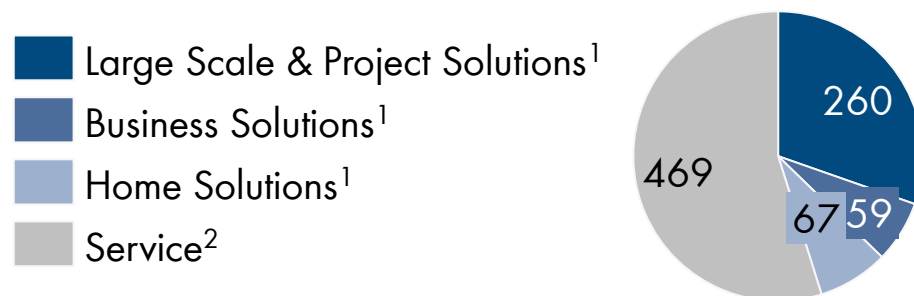 Large Scale & Project Solutions¹
Business Solutions¹
Home Solutions¹
Service²
260
469
67
59